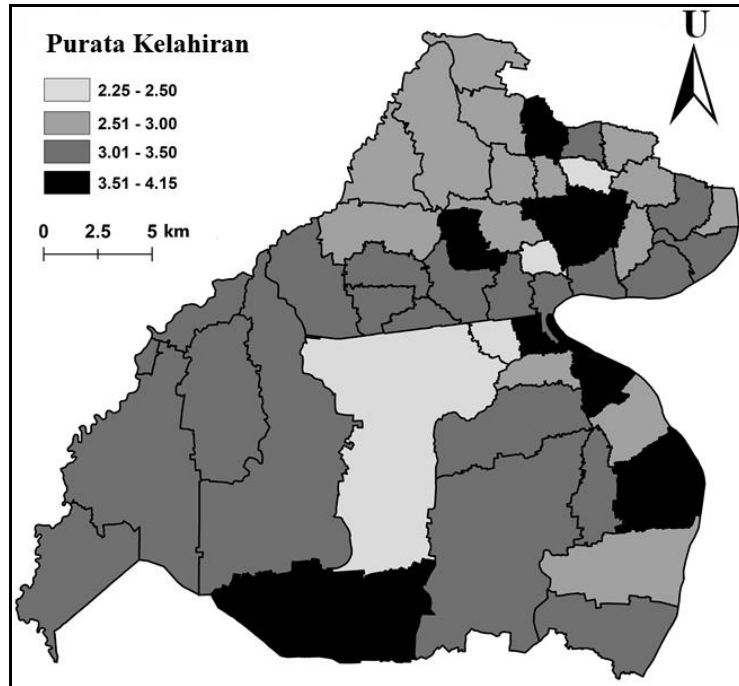 Purata Kelahiran
2.25 - 2.50
2.51 - 3.00
3.01 - 3.50
3.51 - 4.15
0 2.5 5 km
U